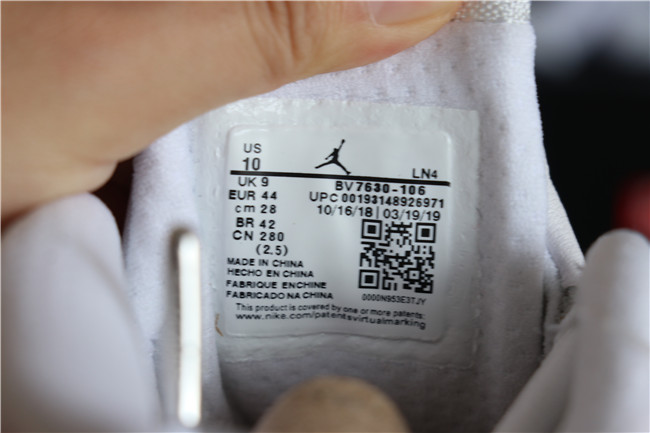 US
10
LN4
UK 9
EUR 44
cm 28
BR 42
CN 280
(2.5)
BV7630-106
UPC 00193148926971
10/16/18 | 03/19/19
MADE IN CHINA
HECHO EN CHINA
FABRIQUE EN CHINE
FABRICADO NA CHINA
0000N953E3TJY
This product is covered by one or more patents:
www.nike.com/patentsvirtualmarking